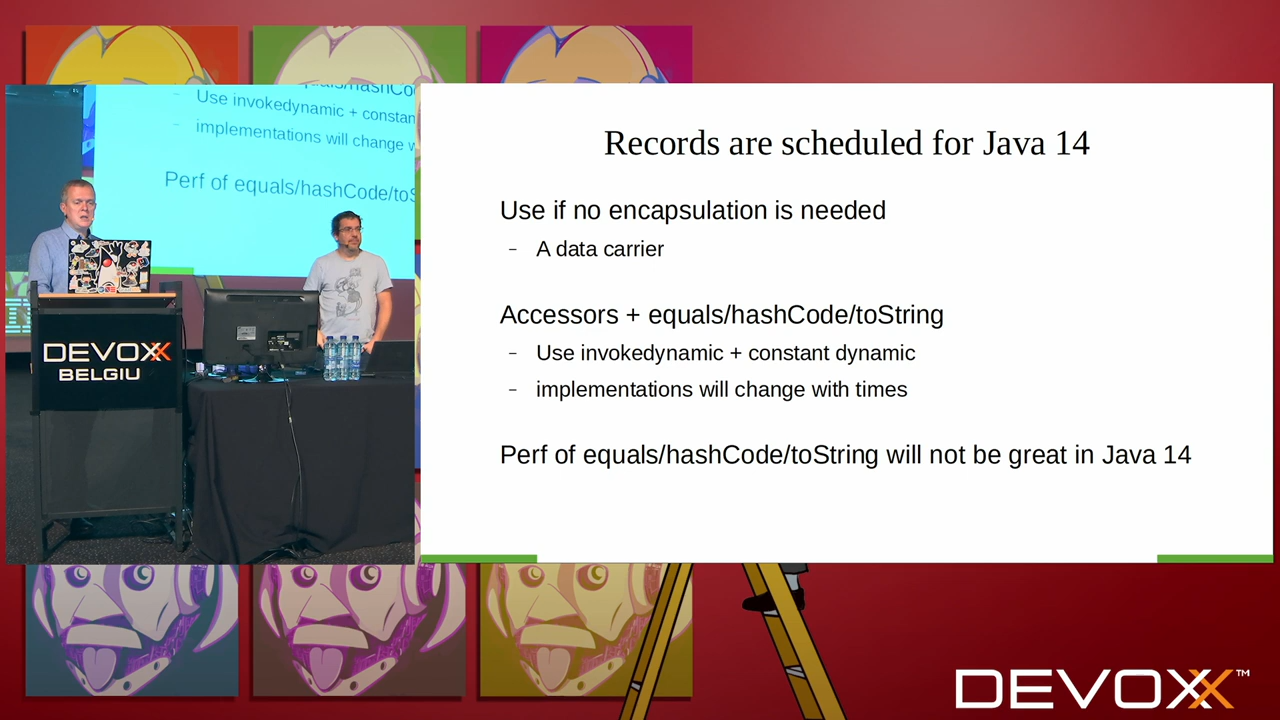 quals/hashCo
– Use invokedynamic + constan
– implementations will change w
Perf of equals/hashCode/toS
DEVOXX
BELGIU
Records are scheduled for Java 14
Use if no encapsulation is needed
– A data carrier
Accessors + equals/hashCode/toString
– Use invokedynamic + constant dynamic
– implementations will change with times
Perf of equals/hashCode/toString will not be great in Java 14
DEVOXX™